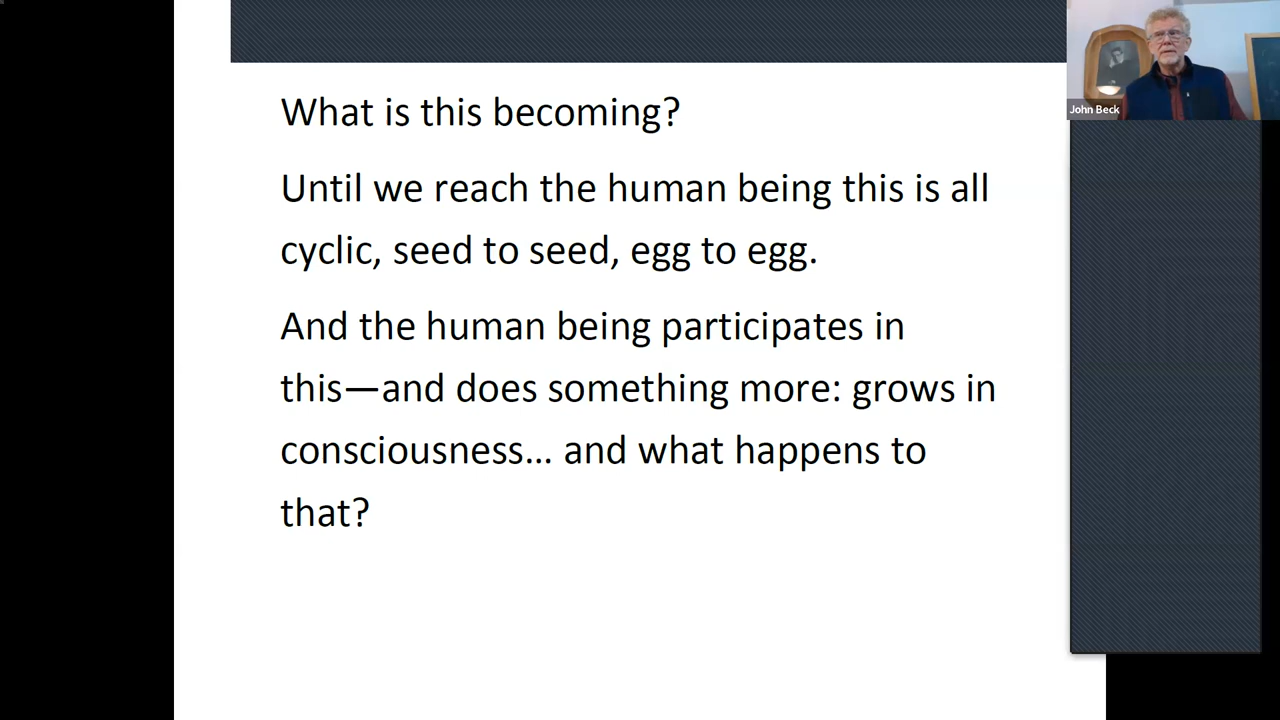 What is this becoming?
Until we reach the human being this is all
cyclic, seed to seed, egg to egg.
And the human being participates in
this—and does something more: grows in
consciousness… and what happens to
that?
John Beck